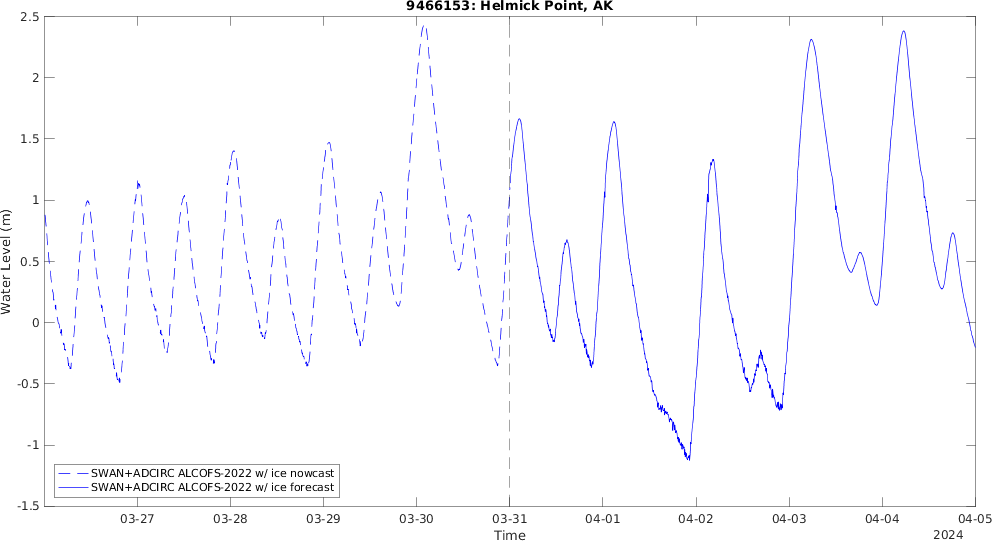 9466153: Helmick Point, AK
2.5
2
1.5
1
0.5
0
-0.5
-1
-1.5
Water Level (m)
SWAN+ADCIRC ALCOFS-2022 w/ ice nowcast
SWAN+ADCIRC ALCOFS-2022 w/ ice forecast
03-27 03-28 03-29 03-30 03-31 04-01 04-02 04-03 04-04 04-05
Time
2024